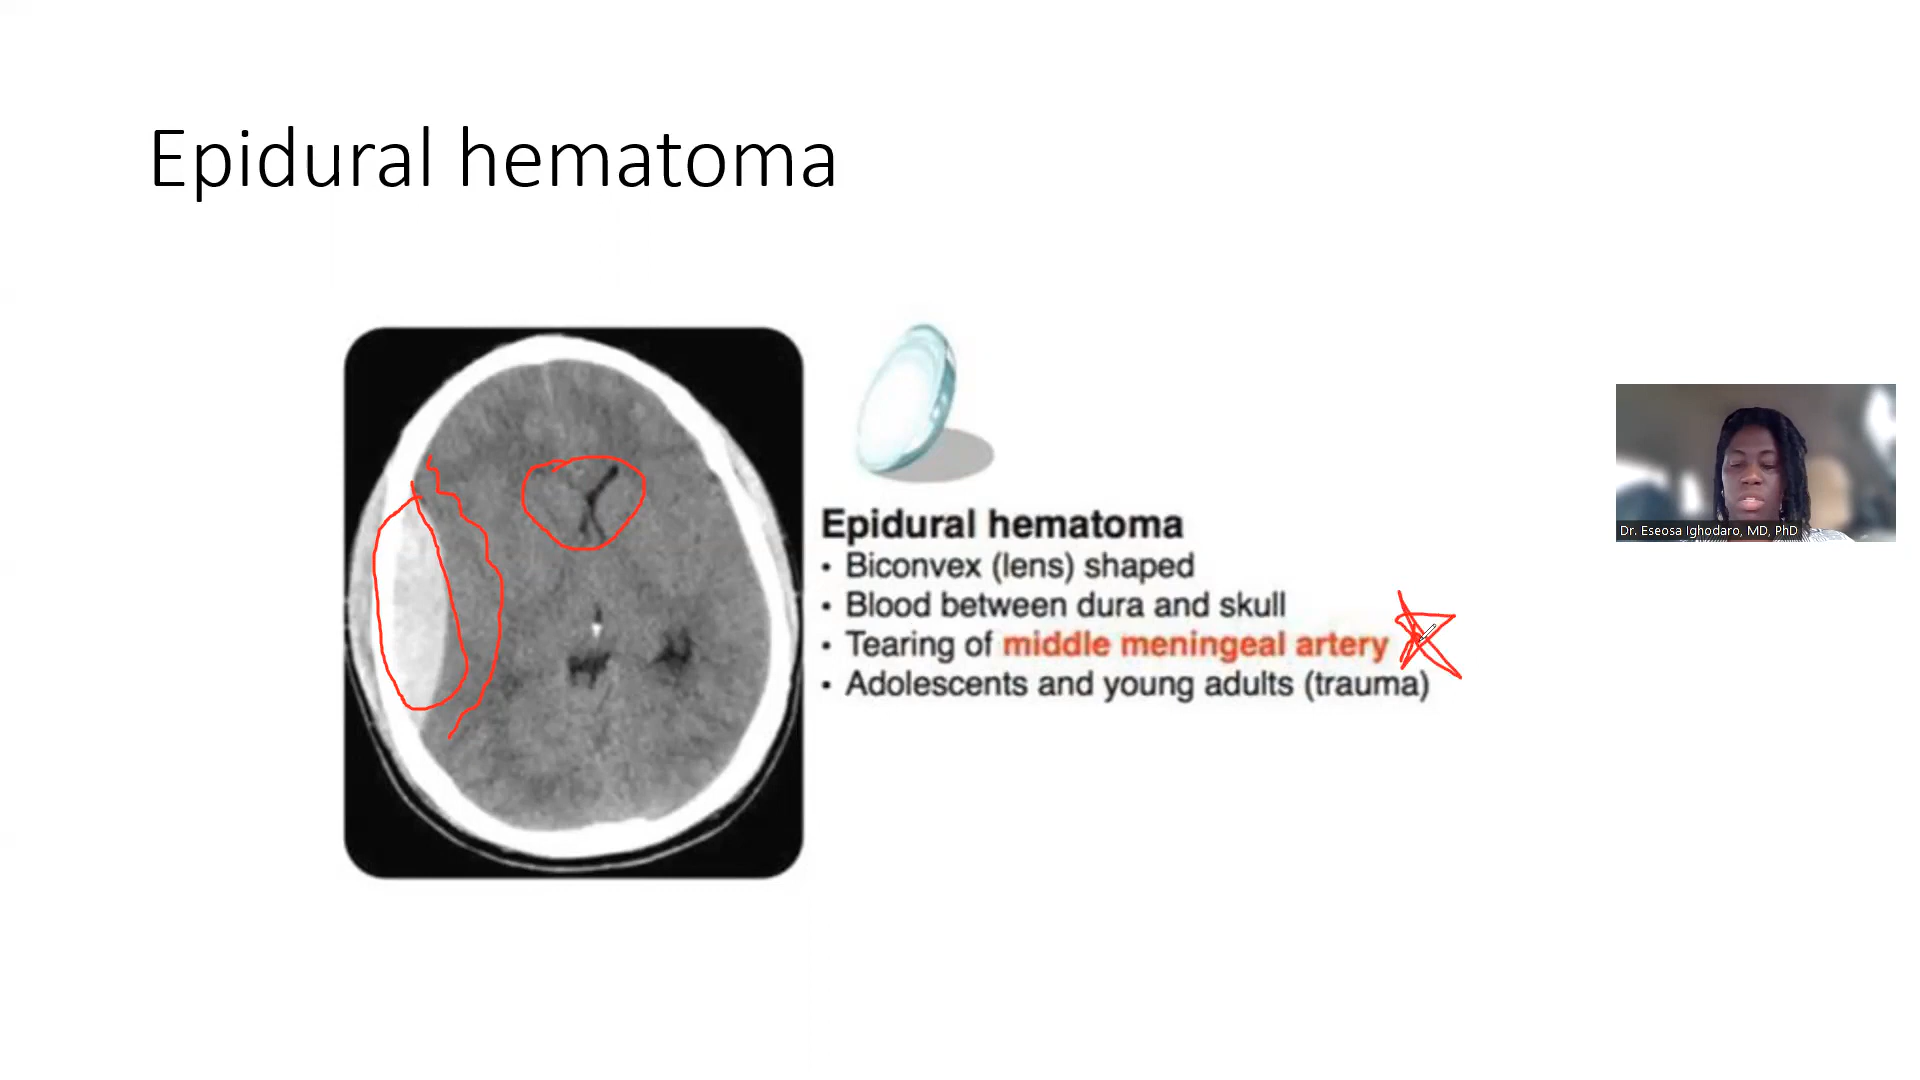 Epidural hematoma
Epidural hematoma
• Biconvex (lens) shaped
• Blood between dura and skull
• Tearing of middle meningeal artery
• Adolescents and young adults (trauma)
Dr. Eseosa Ighodaro, MD, PhD